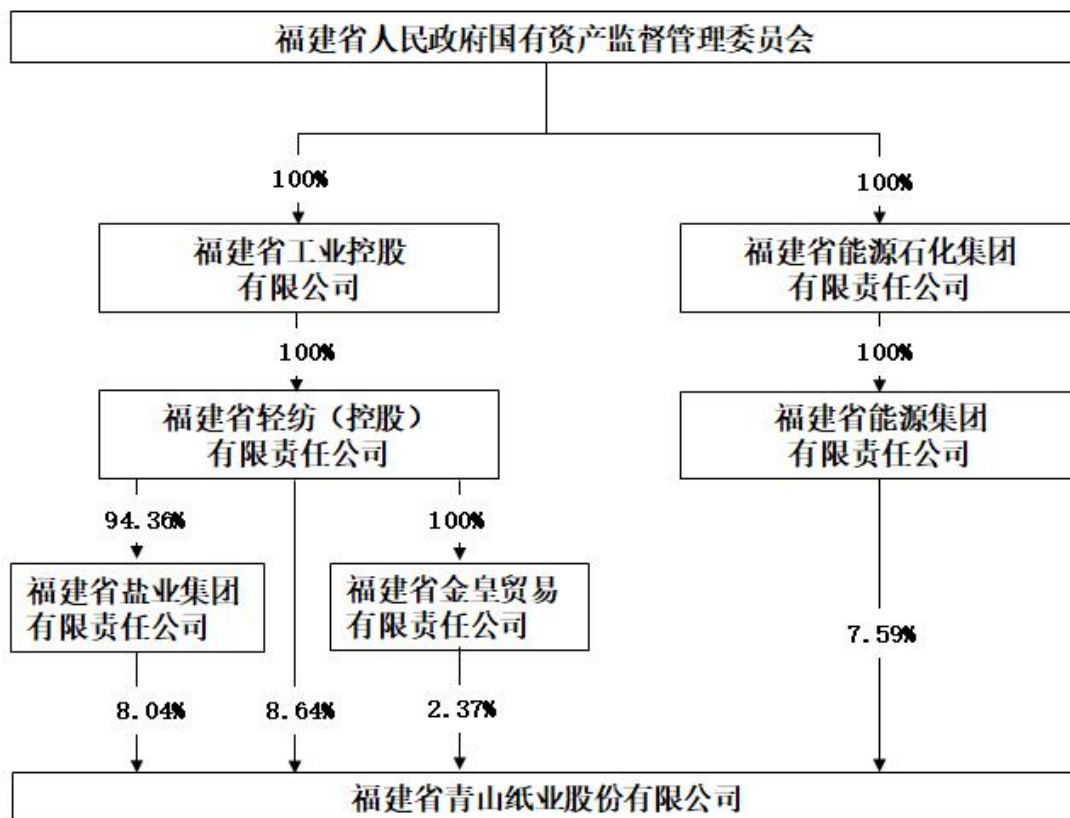 福建省人民政府国有资产监督管理委员会
100%
100%
福建省工业控股
有限公司
福建省能源石化集团
有限责任公司
100%
100%
福建省轻纺（控股）
有限责任公司
福建省能源集团
有限责任公司
94.36%
100%
福建省盐业集团
有限责任公司
福建省金皇贸易
有限责任公司
7.59%
8.04%
8.64%
2.37%
福建省青山纸业股份有限公司